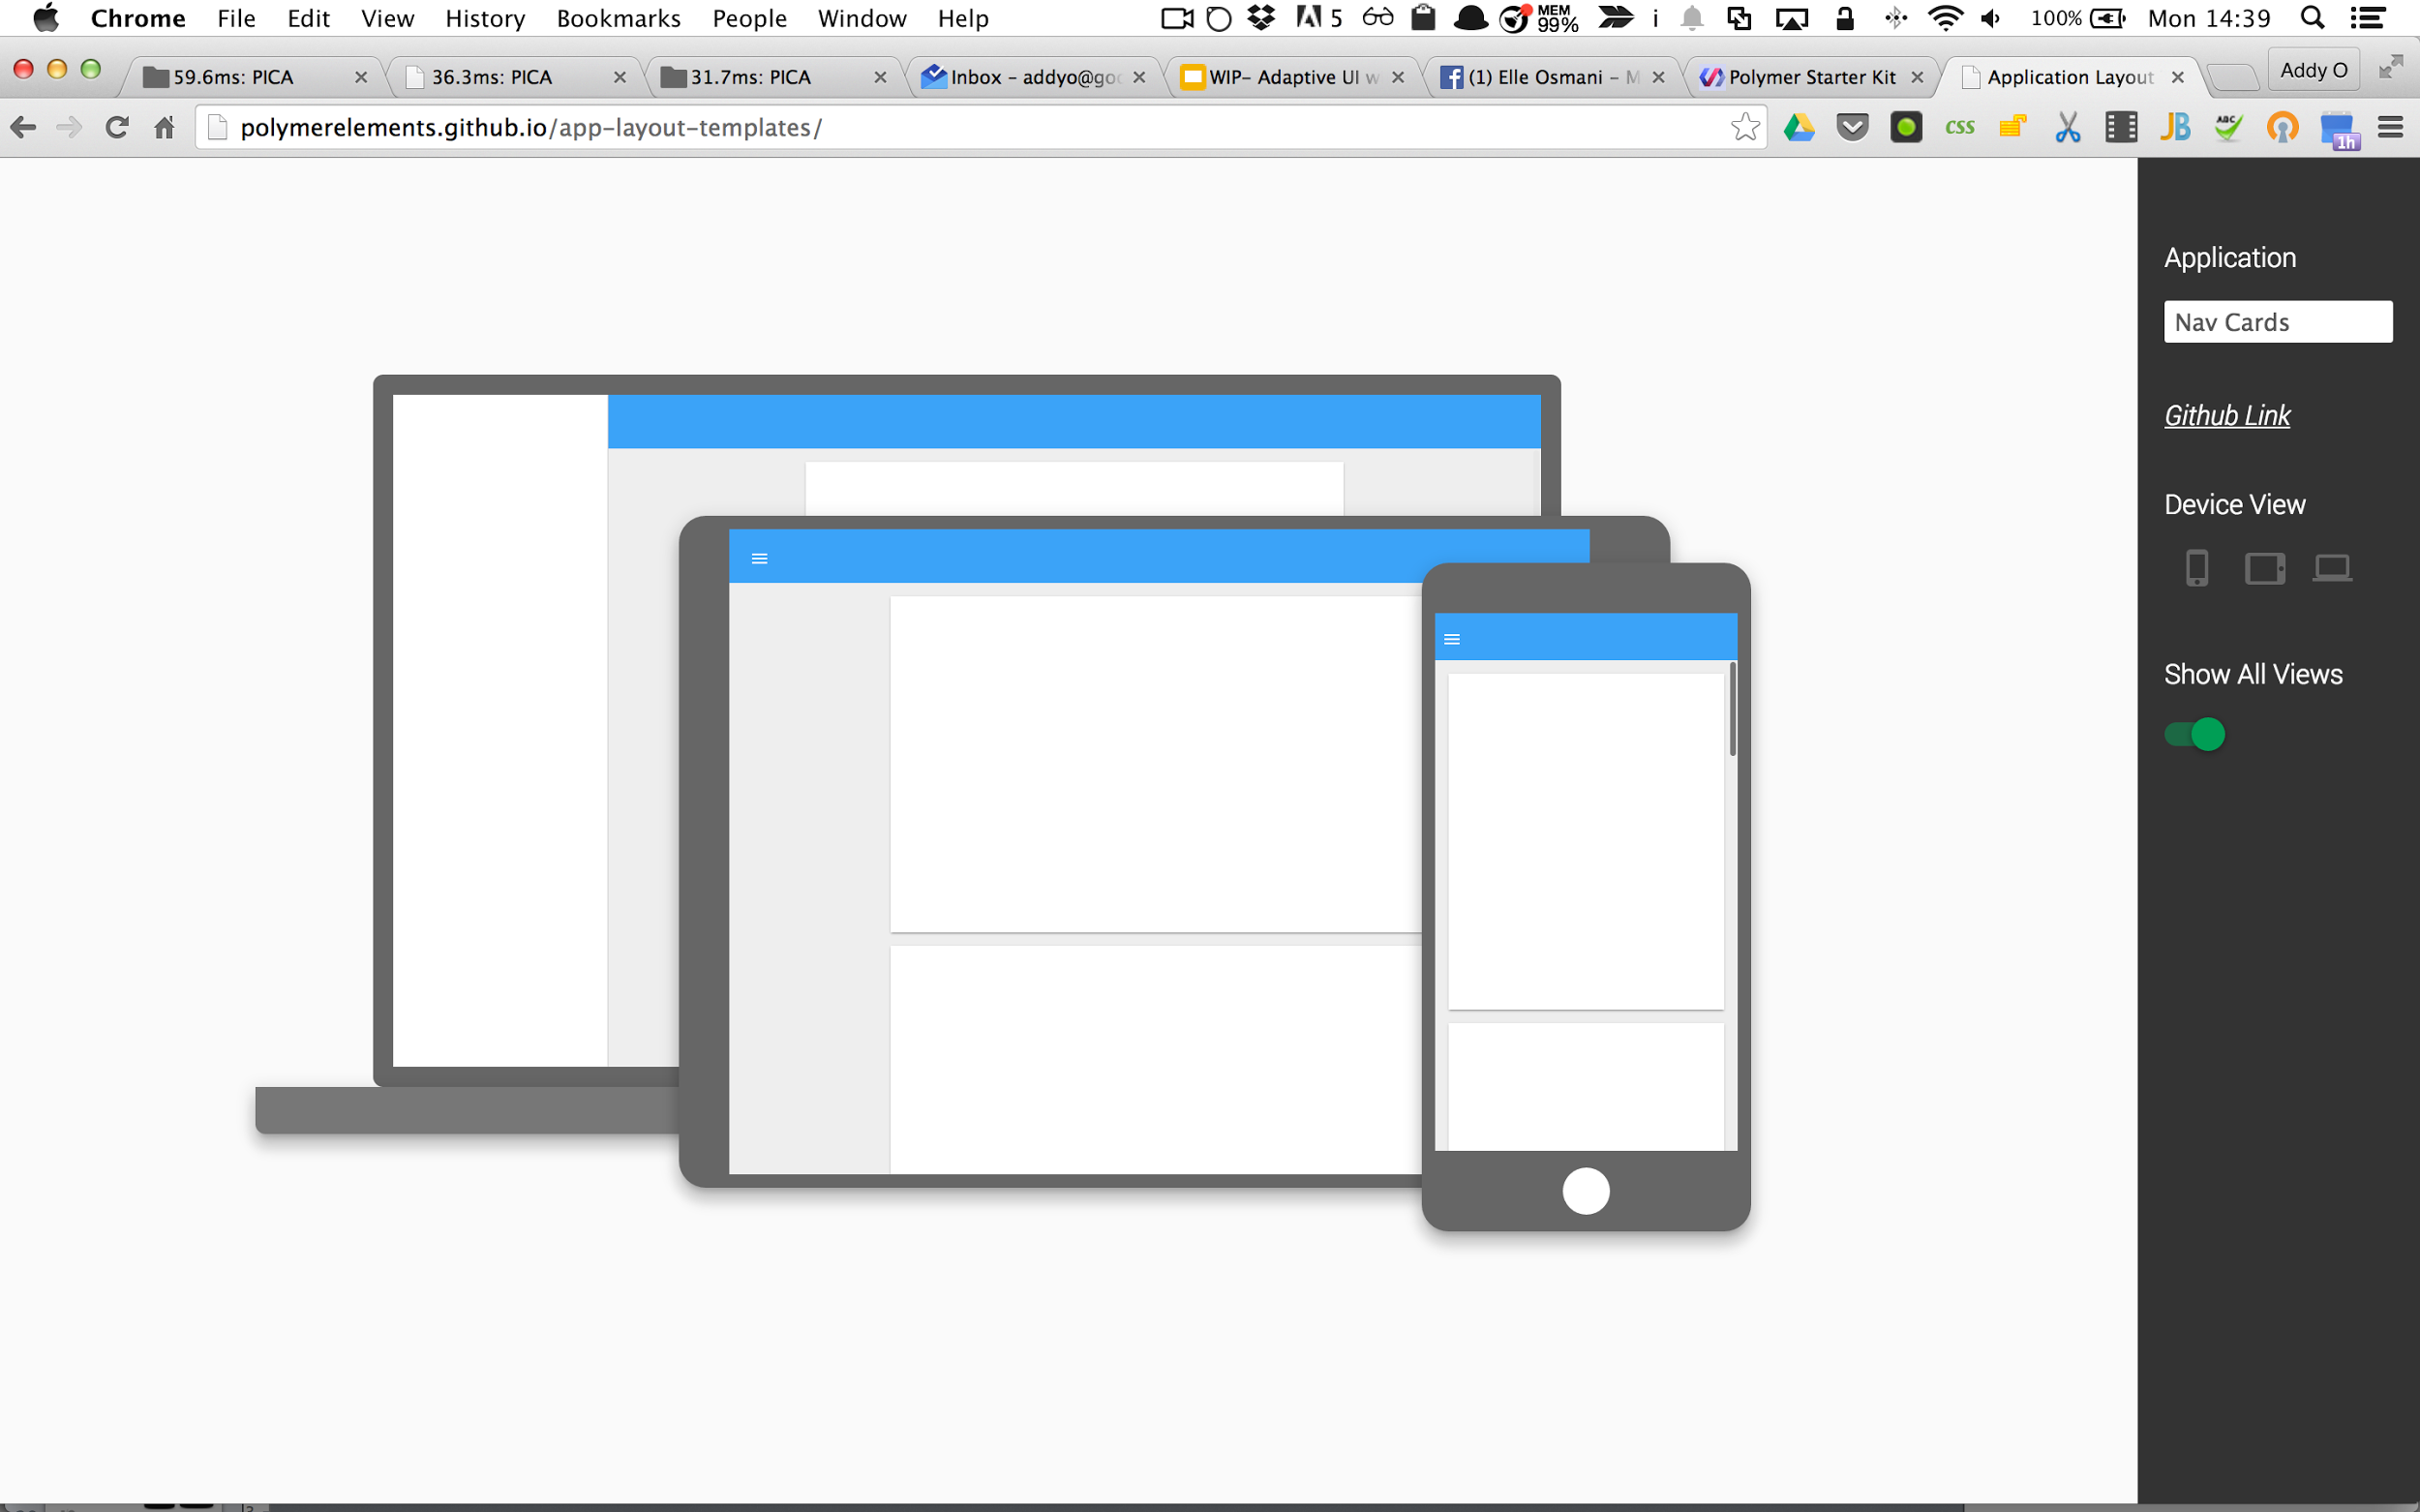 Chrome File Edit View History Bookmarks People Window Help 5 MEM 99% i 100% Mon 14:39
59.6ms: PICA 36.3ms: PICA 31.7ms: PICA Inbox – addyo@goo WIP– Adaptive UI w (1) Elle Osmani – M Polymer Starter Kit Application Layout Addy O
polymerelements.github.io/app-layout-templates/ css JB ABC 1h
Application
Nav Cards
Github Link
Device View
Show All Views